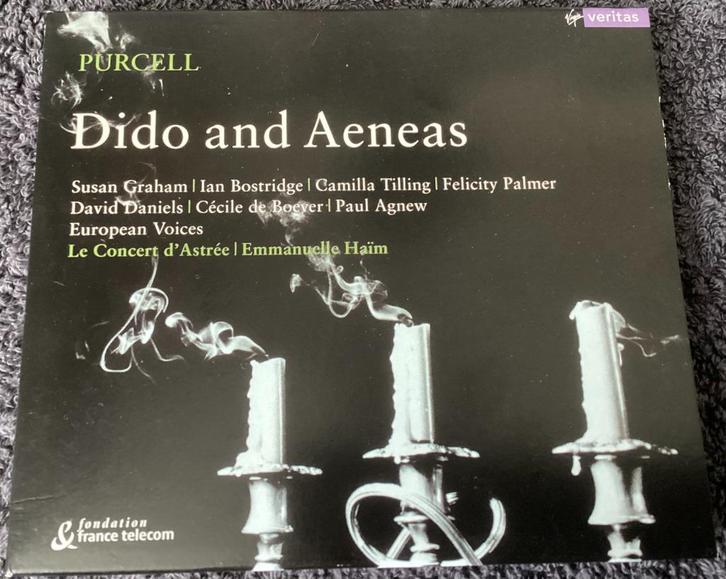 Virgin veritas
PURCELL
Dido and Aeneas
Susan Graham | Ian Bostridge | Camilla Tilling | Felicity Palmer
David Daniels | Cécile de Boever | Paul Agnew
European Voices
Le Concert d'Astrée | Emmanuelle Haïm
fondation
france telecom